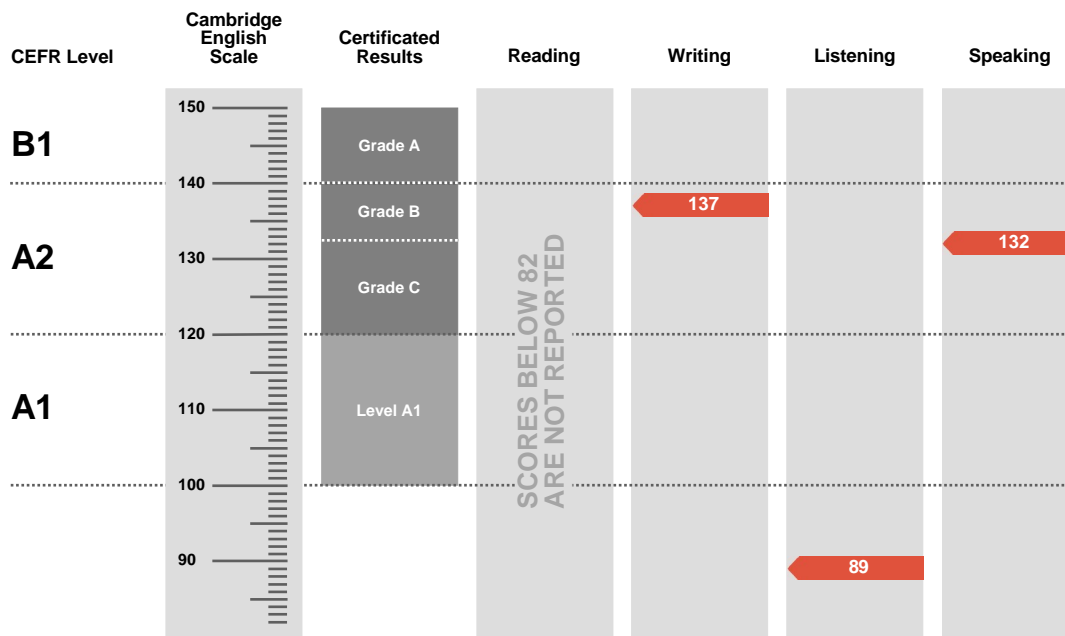 CEFR Level
Cambridge
English
Scale
Certificated
Results
Reading
Writing
Listening
Speaking
B1
A2
A1
150
140
130
120
110
100
90
Grade A
Grade B
Grade C
Level A1
SCORES BELOW 82
ARE NOT REPORTED
137
89
132